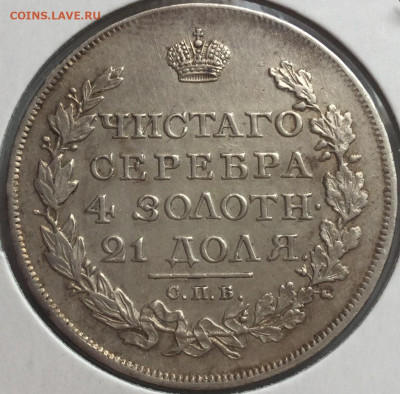 COINS.LAVE.RU
ЧИСТАГО
СЕРЕБРА
4 ЗОЛОТН·
21 ДОЛЯ.
С.П.Б.